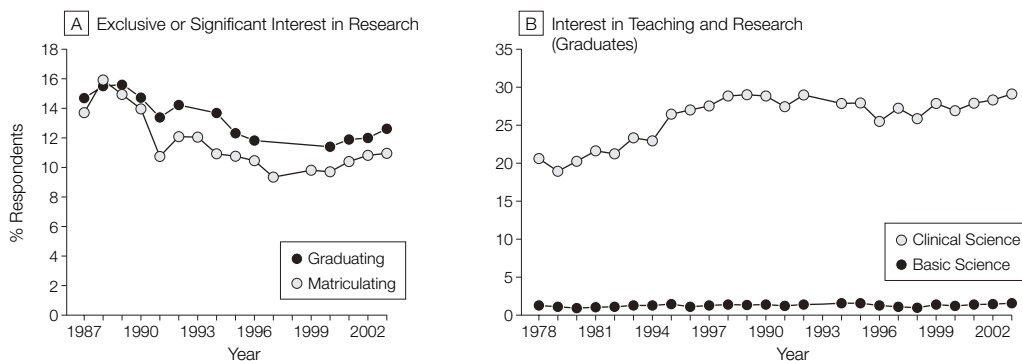 A Exclusive or Significant Interest in Research
18
16
14
12
10
8
6
4
2
0
% Respondents
Graduating
Matriculating
1987 1990 1993 1996 1999 2002
Year
B Interest in Teaching and Research
(Graduates)
35
30
25
20
15
10
5
0
Clinical Science
Basic Science
1978 1981 1994 1997 1990 1993 1996 1999 2002
Year